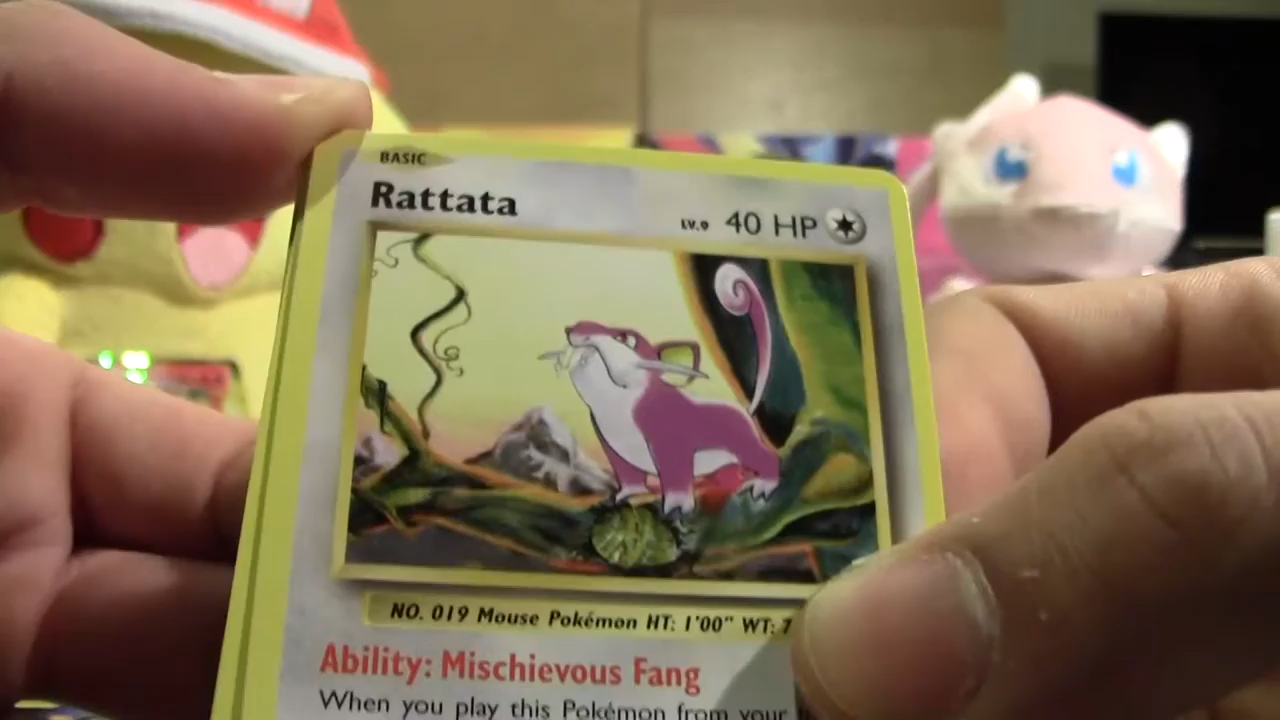 BASIC
Rattata
LV.9 40 HP
NO. 019 Mouse Pokémon HT: 1'00" WT: 7
Ability: Mischievous Fang
When you play this Pokémon from your